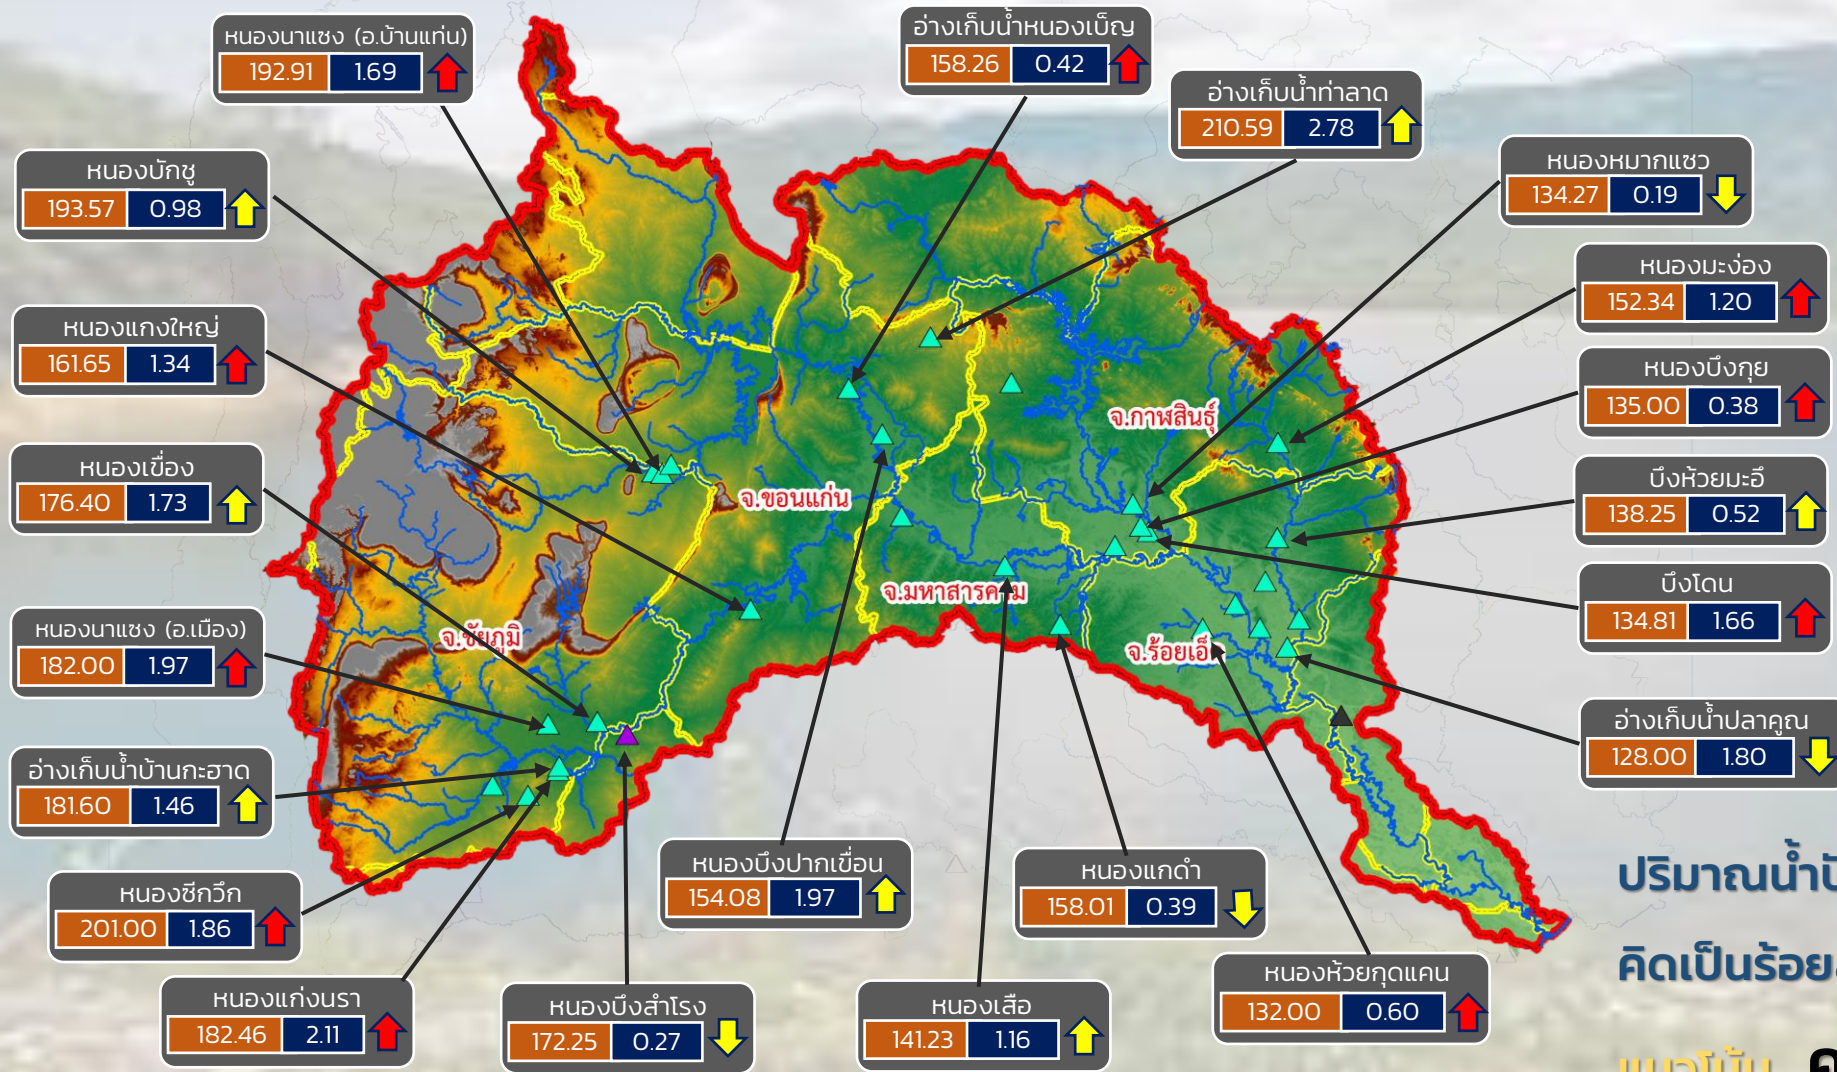 หนองนาแซง (อ.บ้านแท่น)
192.91 1.69
อ่างเก็บน้ำหนองเบ็ญ
158.26 0.42
อ่างเก็บน้ำท่าลาด
210.59 2.78
หนองหมากแซว
134.27 0.19
หนองบักชู
193.57 0.98
หนองมะง่อง
152.34 1.20
หนองแกงใหญ่
161.65 1.34
หนองบึงกุย
135.00 0.38
จ.กาฬสินธุ์
หนองเขื่อง
176.40 1.73
บึงห้วยมะอึ
138.25 0.52
จ.ขอนแก่น
บึงโดน
134.81 1.66
จ.มหาสารคาม
หนองนาแซง (อ.เมือง)
182.00 1.97
จ.ชัยภูมิ
จ.ร้อยเอ็
อ่างเก็บน้ำปลาคูณ
128.00 1.80
อ่างเก็บน้ำบ้านกะฮาด
181.60 1.46
หนองบึงปากเขื่อน
154.08 1.97
หนองแกดำ
158.01 0.39
ปริมาณน้ำ
หนองซีกวึก
201.00 1.86
หนองห้วยกุดแคน
132.00 0.60
คิดเป็นร้อย
หนองแก่งนรา
182.46 2.11
หนองบึงสำโรง
172.25 0.27
หนองเสือ
141.23 1.16
แนวโน้ม